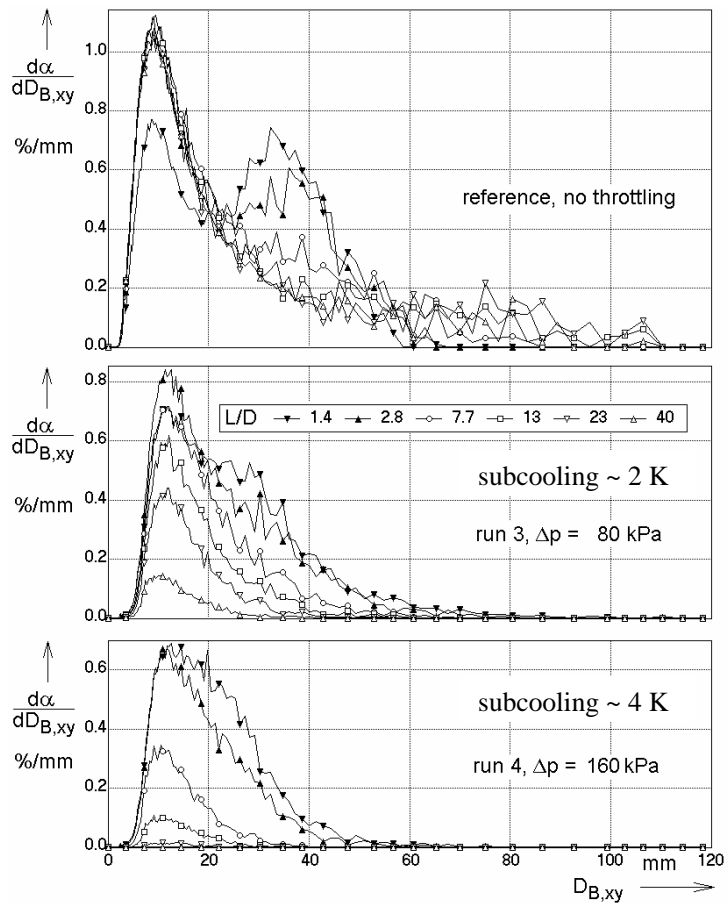 1.0
dα
dD_B,xy
0.8
%/mm
0.6
0.4
0.2
0.0
reference, no throttling
0.8
dα
dD_B,xy
0.6
%/mm
0.4
0.2
0.0
L/D 1.4 2.8 7.7 13 23 40
subcooling ~ 2 K
run 3, Δp = 80 kPa
0.6
dα
dD_B,xy
0.4
%/mm
0.2
0.0
subcooling ~ 4 K
run 4, Δp = 160 kPa
0 20 40 60 80 100 mm 120
D_B,xy